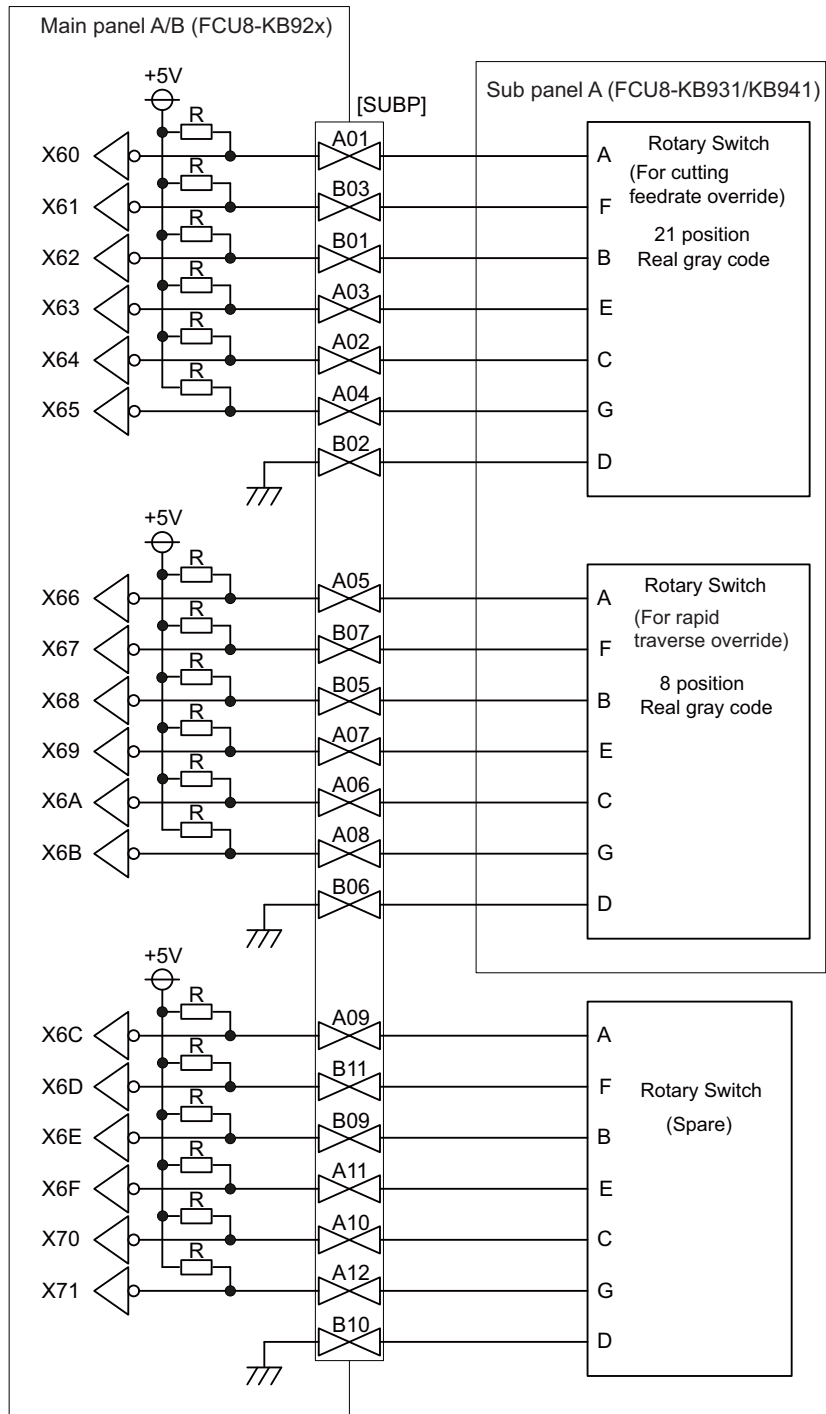 Main panel A/B (FCU8-KB92x)
+5V
[SUBP]
Sub panel A (FCU8-KB931/KB941)
R
X60
A01
A
Rotary Switch
(For cutting
feedrate override)
21 position
Real gray code
R
X61
B03
F
R
X62
B01
B
R
X63
A03
E
R
X64
A02
C
R
X65
A04
G
B02
D
+5V
R
X66
A05
A
Rotary Switch
(For rapid
traverse override)
8 position
Real gray code
R
X67
B07
F
R
X68
B05
B
R
X69
A07
E
R
X6A
A06
C
R
X6B
A08
G
B06
D
+5V
R
X6C
A09
A
R
X6D
B11
F
Rotary Switch
(Spare)
R
X6E
B09
B
R
X6F
A11
E
R
X70
A10
C
R
X71
A12
G
B10
D